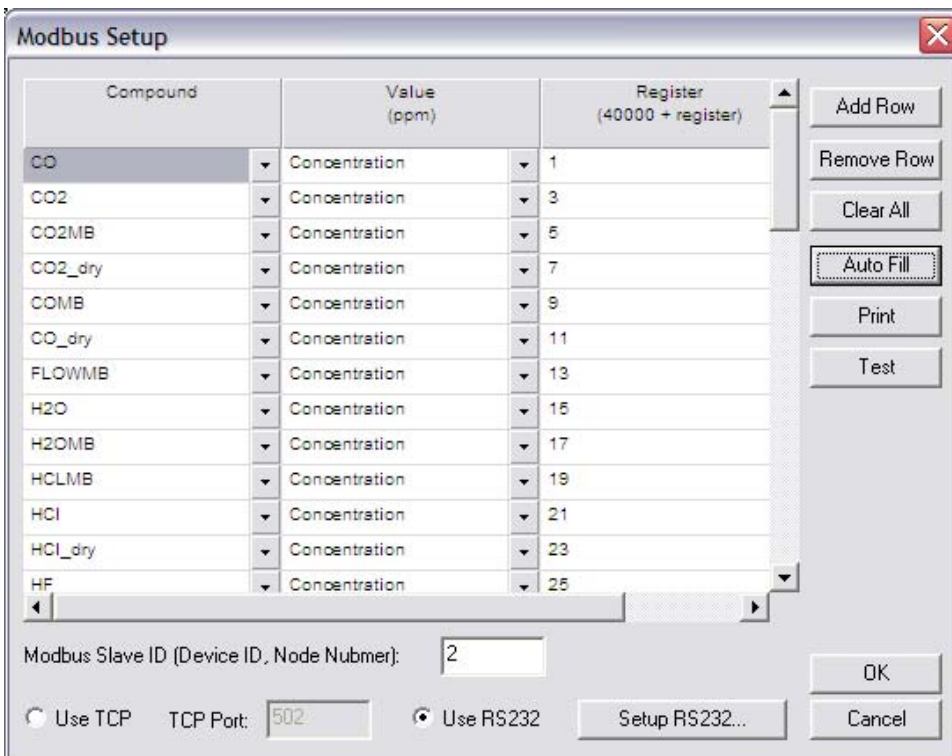 Modbus Setup
Compound Value (ppm) Register (40000 + register)
CO Concentration 1
CO2 Concentration 3
CO2MB Concentration 5
CO2_dry Concentration 7
COMB Concentration 9
CO_dry Concentration 11
FLOWMB Concentration 13
H2O Concentration 15
H2OMB Concentration 17
HCLMB Concentration 19
HCl Concentration 21
HCl_dry Concentration 23
HF Concentration 25
Add Row
Remove Row
Clear All
Auto Fill
Print
Test
Modbus Slave ID (Device ID, Node Nubmer): 2
Use TCP TCP Port: 502 Use RS232 Setup RS232...
OK
Cancel